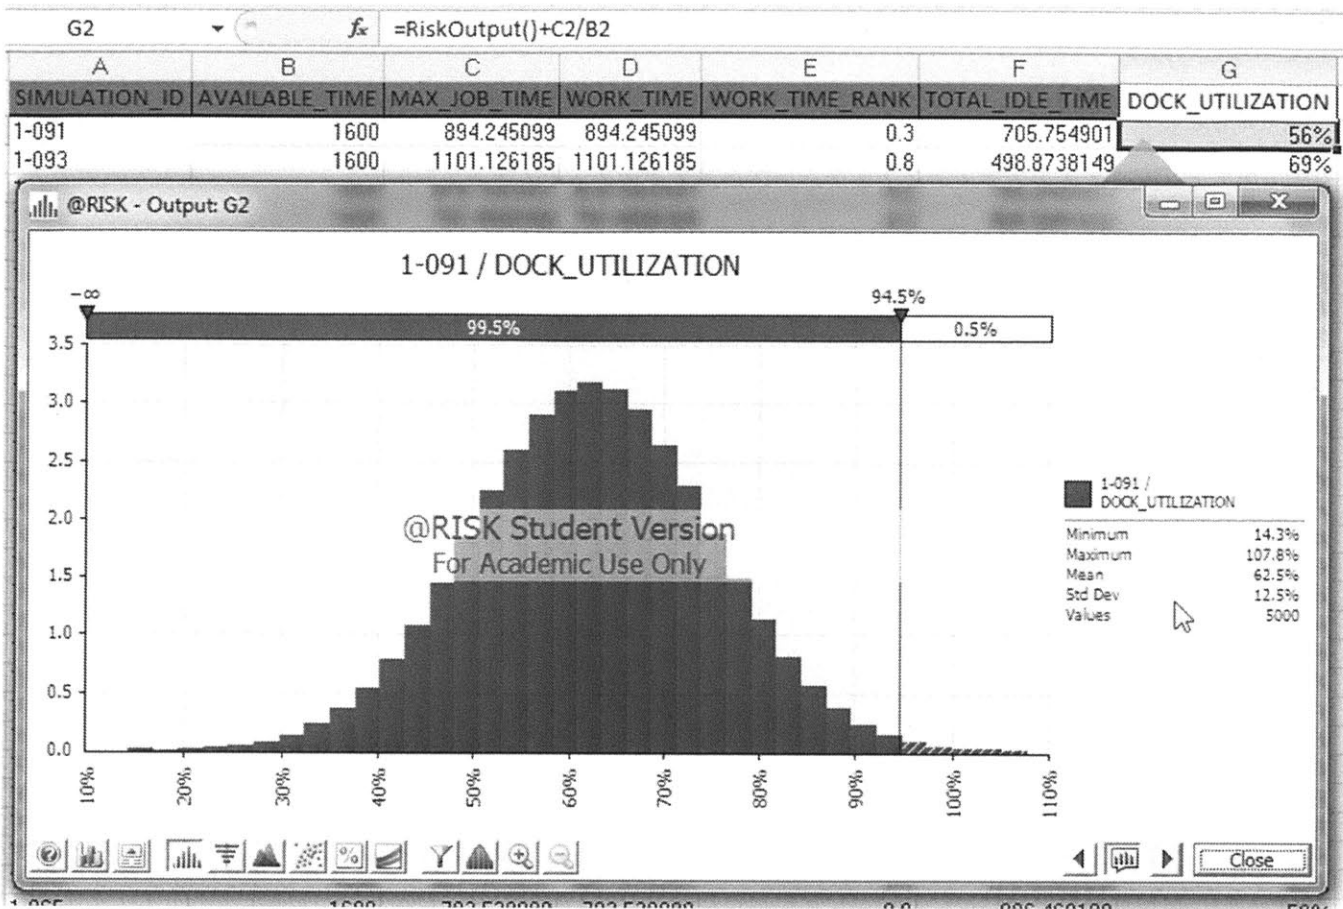 G2 fx =RiskOutput()+C2/B2
A B C D E F G
SIMULATION_ID AVAILABLE_TIME MAX_JOB_TIME WORK_TIME WORK_TIME_RANK TOTAL_IDLE_TIME DOCK_UTILIZATION
1-091 1600 894.245099 894.245099 0.3 705.754901 56%
1-093 1600 1101.126185 1101.126185 0.8 498.8738149 69%
@RISK - Output: G2
1-091 / DOCK_UTILIZATION
-∞ 94.5%
99.5% 0.5%
3.5
3.0
2.5
2.0
1.5
1.0
0.5
0.0
@RISK Student Version
For Academic Use Only
10% 20% 30% 40% 50% 60% 70% 80% 90% 100% 110%
1-091 /
DOCK_UTILIZATION
Minimum 14.3%
Maximum 107.8%
Mean 62.5%
Std Dev 12.5%
Values 5000
Close